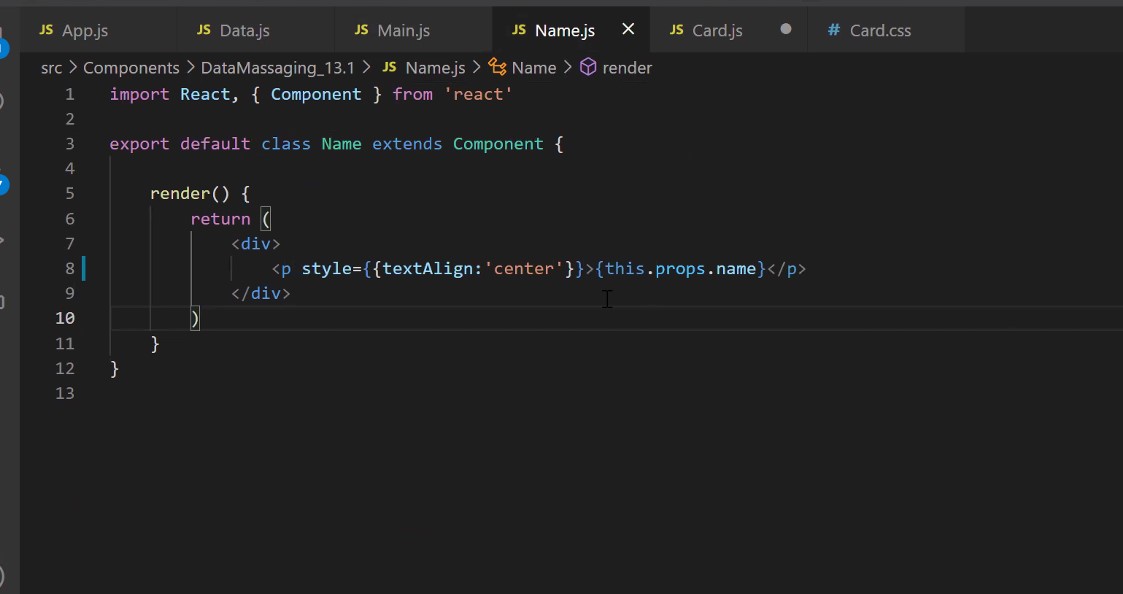 JS App.js JS Data.js JS Main.js JS Name.js JS Card.js # Card.css
src > Components > DataMassaging_13.1 > JS Name.js > Name > render
1 import React, { Component } from 'react'
2
3 export default class Name extends Component {
4
5 render() {
6 return (
7 <div>
8 <p style={{textAlign:'center'}}>{this.props.name}</p>
9 </div>
10 )
11 }
12 }
13